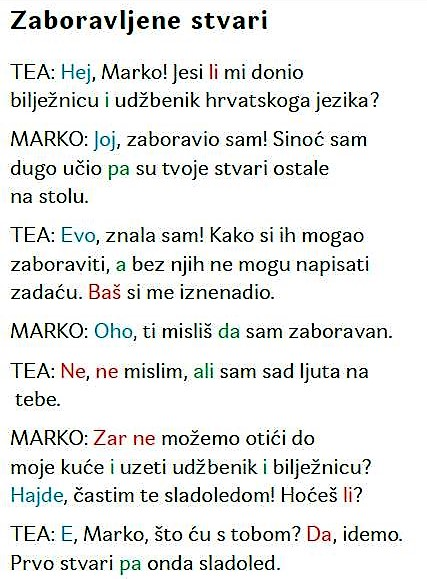 Zaboravljene stvari
TEA: Hej, Marko! Jesi li mi donio
bilježnicu i udžbenik hrvatskoga jezika?
MARKO: Joj, zaboravio sam! Sinoć sam
dugo učio pa su tvoje stvari ostale
na stolu.
TEA: Evo, znala sam! Kako si ih mogao
zaboraviti, a bez njih ne mogu napisati
zadaću. Baš si me iznenadio.
MARKO: Oho, ti misliš da sam zaboravan.
TEA: Ne, ne mislim, ali sam sad ljuta na
tebe.
MARKO: Zar ne možemo otići do
moje kuće i uzeti udžbenik i bilježnicu?
Hajde, častim te sladoledom! Hoćeš li?
TEA: E, Marko, što ću s tobom? Da, idemo.
Prvo stvari pa onda sladoled.